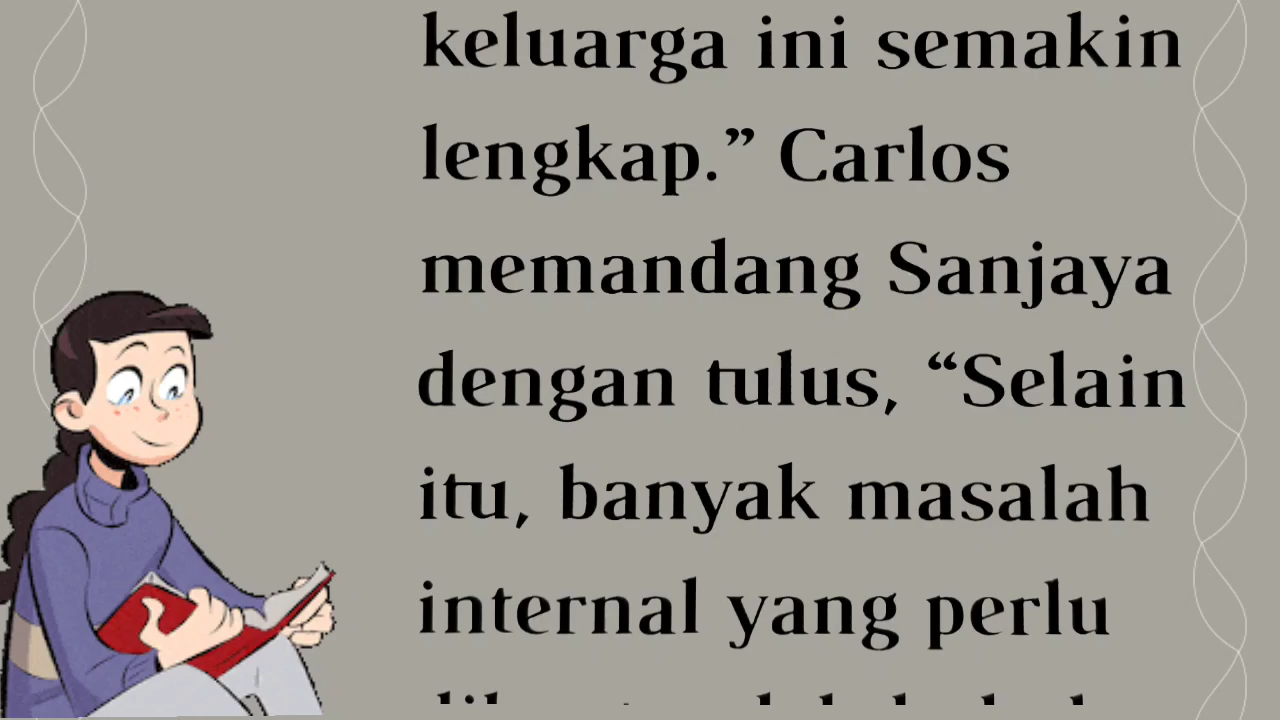 keluarga ini semakin
lengkap.” Carlos
memandang Sanjaya
dengan tulus, “Selain
itu, banyak masalah
internal yang perlu